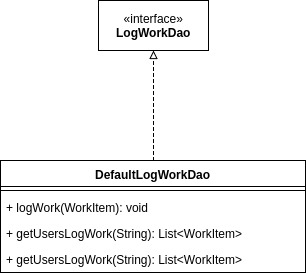 «interface»
LogWorkDao
DefaultLogWorkDao
+ logWork(WorkItem): void
+ getUsersLogWork(String): List<WorkItem>
+ getUsersLogWork(String): List<WorkItem>